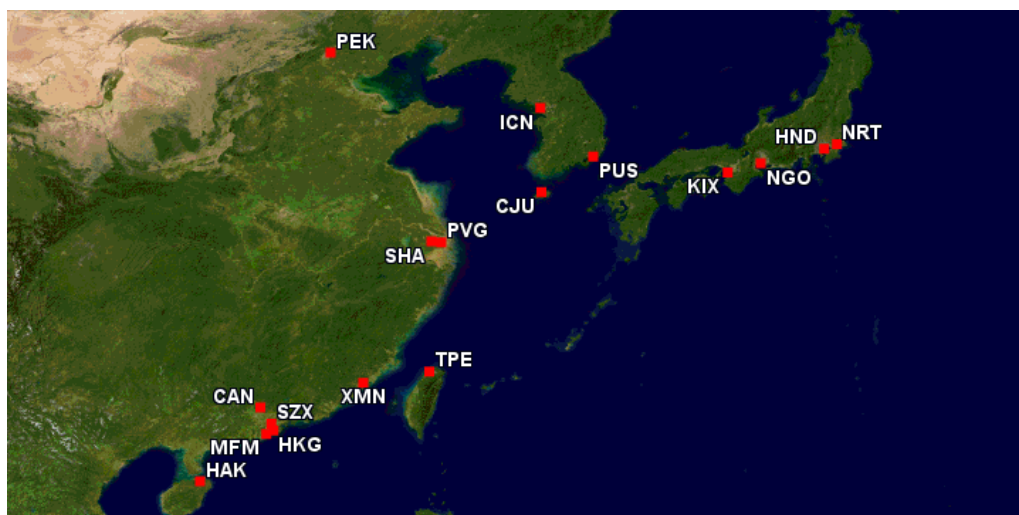 PEK
ICN
HND
NRT
PUS
NGO
KIX
CJU
PVG
SHA
TPE
XMN
CAN
SZX
MFM
HKG
HAK